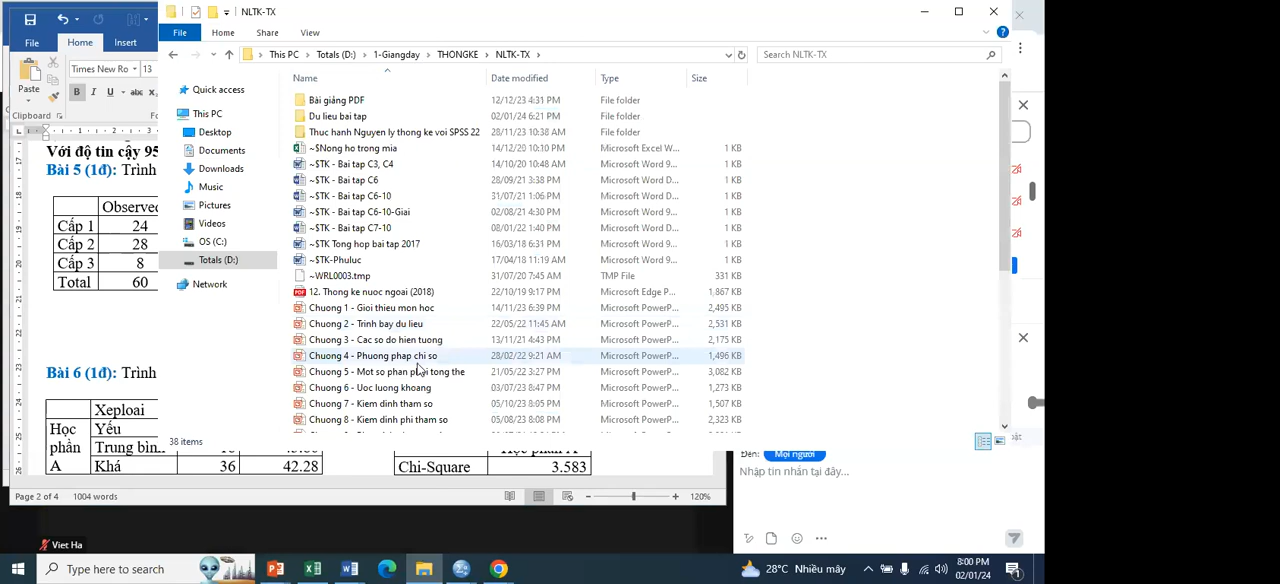 NLTK-TX
File Home Insert
File Home Share View
This PC > Totals (D:) > 1-Giangday > THONGKE > NLTK-TX >
Search NLTK-TX
Paste
Times New Ro 13
B I U abc x
Clipboard
Quick access
This PC
Desktop
Documents
Downloads
Music
Pictures
Videos
OS (C:)
Totals (D:)
Network
Name Date modified Type Size
Bài giảng PDF 12/12/23 4:31 PM File folder
Du lieu bai tap 02/01/24 6:21 PM File folder
Thuc hanh Nguyen ly thong ke voi SPSS 22 28/11/23 10:38 AM File folder
~$Nong ho trong mia 14/12/20 10:10 PM Microsoft Excel W... 1 KB
~$TK - Bai tap C3, C4 14/10/20 10:48 AM Microsoft Word 9... 1 KB
~$TK - Bai tap C6 28/09/21 3:38 PM Microsoft Word D... 1 KB
~$TK - Bai tap C6-10 31/07/21 1:06 PM Microsoft Word D... 1 KB
~$TK - Bai tap C6-10-Giai 02/08/21 4:30 PM Microsoft Word 9... 1 KB
~$TK - Bai tap C7-10 08/01/22 1:40 PM Microsoft Word D... 1 KB
~$TK Tong hop bai tap 2017 16/03/18 6:31 PM Microsoft Word 9... 1 KB
~$TK-Phuluc 17/04/18 11:19 AM Microsoft Word 9... 1 KB
~WRL0003.tmp 31/07/20 7:45 AM TMP File 331 KB
12. Thong ke nuoc ngoai (2018) 22/10/19 9:17 PM Microsoft Edge P... 1,867 KB
Chuong 1 - Gioi thieu mon hoc 14/11/23 6:39 PM Microsoft PowerP... 2,495 KB
Chuong 2 - Trinh bay du lieu 22/05/22 11:45 AM Microsoft PowerP... 2,531 KB
Chuong 3 - Cac so do hien tuong 13/11/21 4:43 PM Microsoft PowerP... 2,175 KB
Chuong 4 - Phuong phap chi so 28/02/22 9:21 AM Microsoft PowerP... 1,496 KB
Chuong 5 - Mot so phan phoi tong the 21/05/22 3:27 PM Microsoft PowerP... 3,082 KB
Chuong 6 - Uoc luong khoang 03/07/23 8:47 PM Microsoft PowerP... 1,273 KB
Chuong 7 - Kiem dinh tham so 05/10/23 8:05 PM Microsoft PowerP... 1,507 KB
Chuong 8 - Kiem dinh phi tham so 05/08/23 8:08 PM Microsoft PowerP... 2,323 KB
38 items
Với độ tin cậy 95
Bài 5 (1đ): Trình
Observed
Cấp 1 24
Cấp 2 28
Cấp 3 8
Total 60
Bài 6 (1đ): Trình
Xeploai
Học Yếu
phần Trung bình
A Khá 36 42.28
Chi-Square 3.583
Page 2 of 4 1004 words
120%
Đến: Mọi người
Nhập tin nhắn tại đây...
Viet Ha
Type here to search
28°C Nhiều mây
8:00 PM
02/01/24